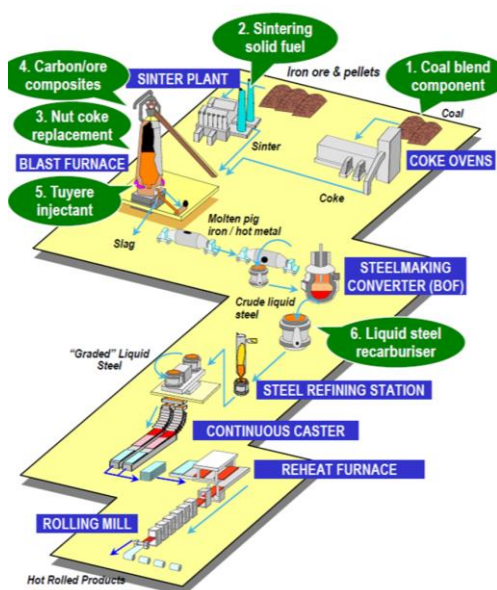 2. Sintering
solid fuel
4. Carbon/ore
composites
SINTER PLANT
Iron ore & pellets
1. Coal blend
component
Coal
3. Nut coke
replacement
BLAST FURNACE
Sinter
COKE OVENS
5. Tuyere
injectant
Coke
Slag
Molten pig
iron / hot metal
STEELMAKING
CONVERTER (BOF)
Crude liquid
steel
6. Liquid steel
recarburiser
"Graded" Liquid
Steel
STEEL REFINING STATION
CONTINUOUS CASTER
REHEAT FURNACE
ROLLING MILL
Hot Rolled Products